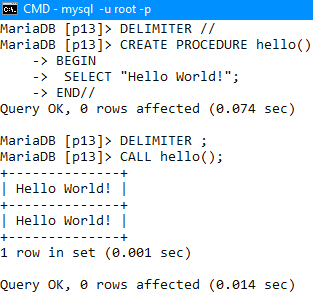 CMD - mysql  -u root -p
MariaDB [p13]> DELIMITER //
MariaDB [p13]> CREATE PROCEDURE hello()
    -> BEGIN
    ->  SELECT "Hello World!";
    -> END//
Query OK, 0 rows affected (0.074 sec)

MariaDB [p13]> DELIMITER ;
MariaDB [p13]> CALL hello();
+--------------+
| Hello World! |
+--------------+
| Hello World! |
+--------------+
1 row in set (0.001 sec)

Query OK, 0 rows affected (0.014 sec)